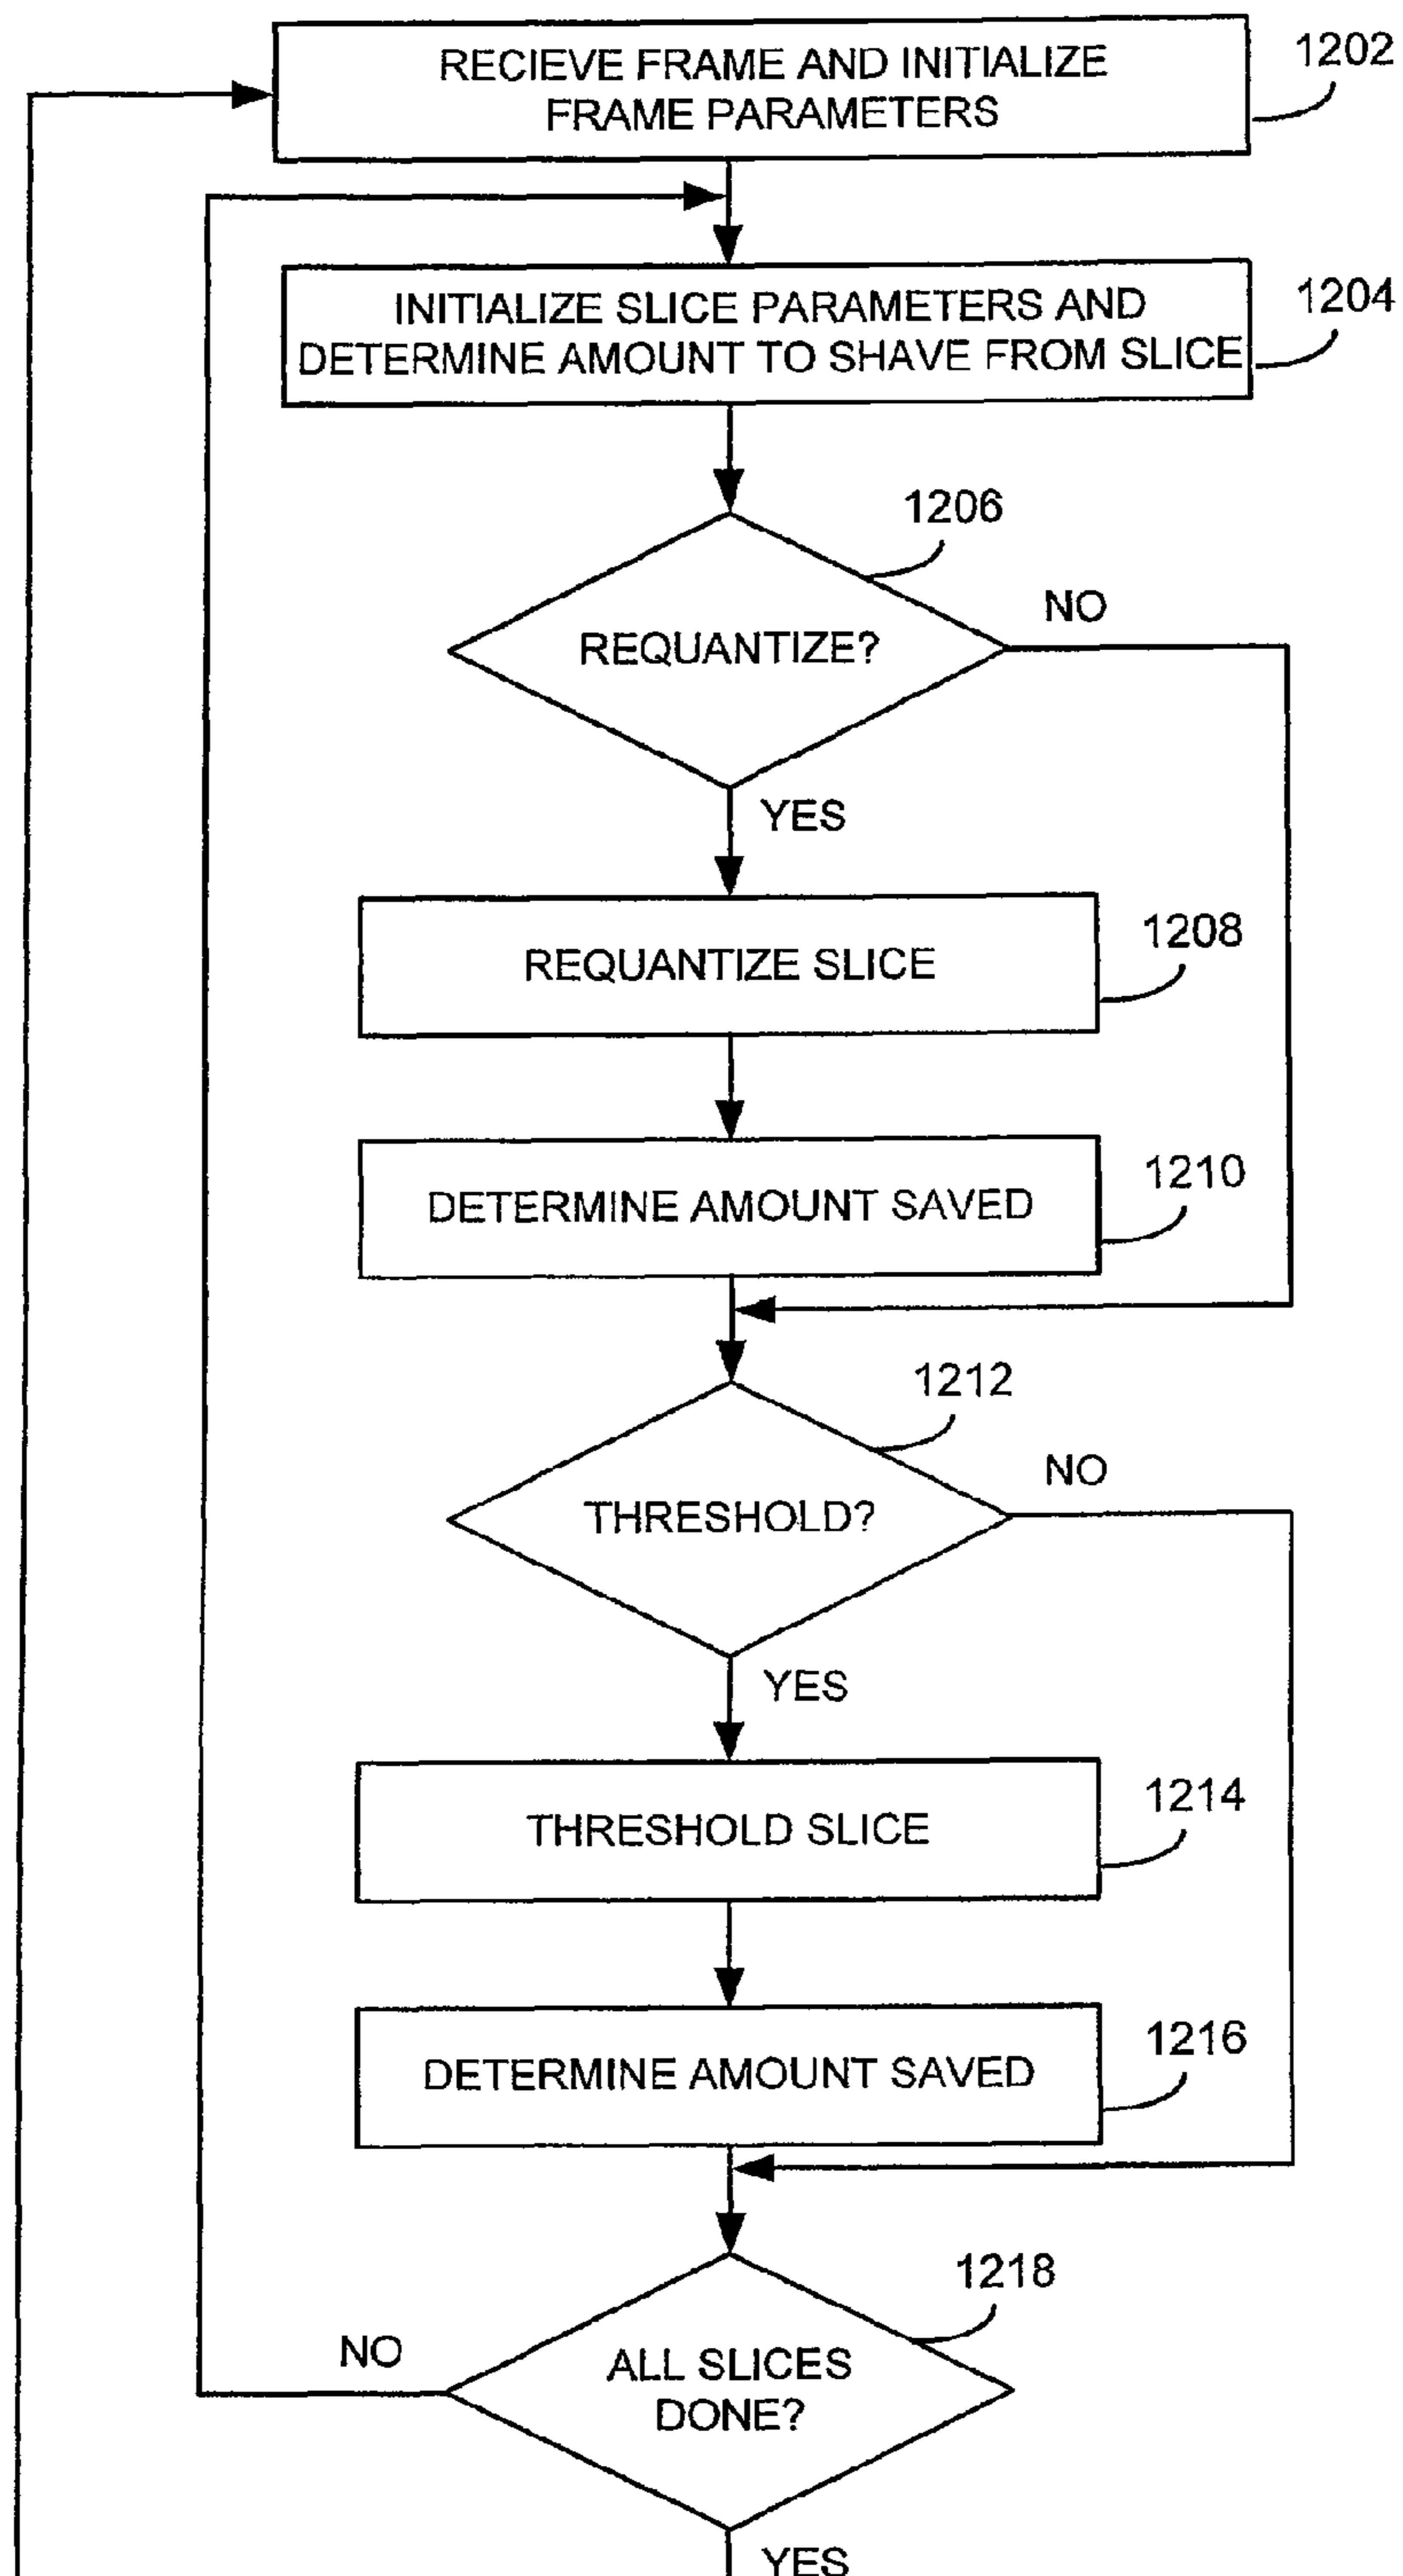 RECIEVE FRAME AND INITIALIZE
FRAME PARAMETERS
1202
INITIALIZE SLICE PARAMETERS AND
DETERMINE AMOUNT TO SHAVE FROM SLICE
1204
1206
REQUANTIZE?
NO
YES
REQUANTIZE SLICE
1208
DETERMINE AMOUNT SAVED
1210
1212
THRESHOLD?
NO
YES
THRESHOLD SLICE
1214
DETERMINE AMOUNT SAVED
1216
1218
ALL SLICES
DONE?
NO
YES